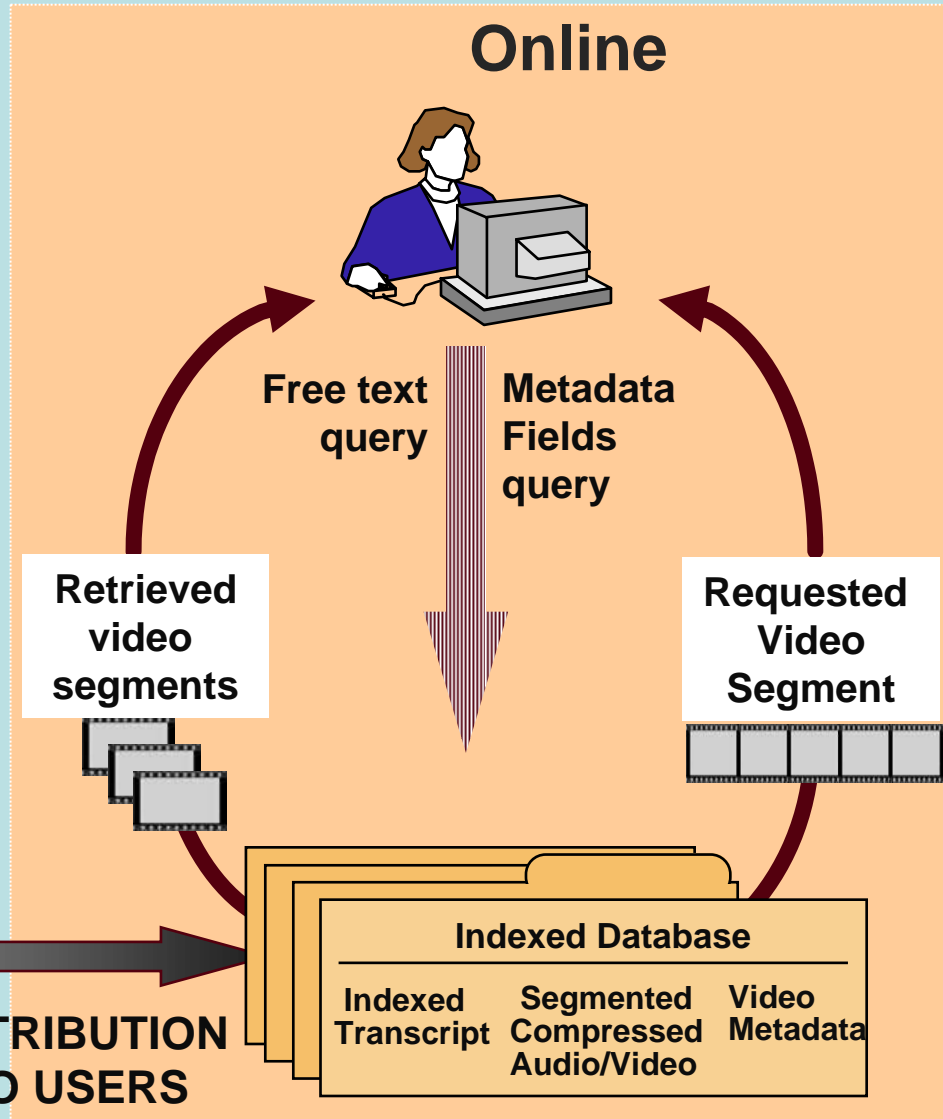 Online
Free text
query
Metadata
Fields
query
Retrieved
video
segments
Requested
Video
Segment
Indexed Database
Indexed
Transcript
Segmented
Compressed
Audio/Video
Video
Metadata
TRIBUTION
O USERS